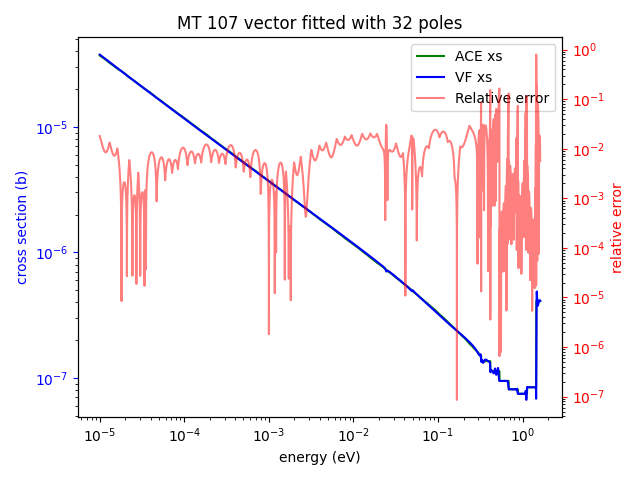 MT 107 vector fitted with 32 poles
ACE xs
VF xs
Relative error
cross section (b)
10⁻⁵
10⁻⁶
10⁻⁷
10⁰
10⁻¹
10⁻²
10⁻³
10⁻⁴
10⁻⁵
10⁻⁶
10⁻⁷
relative error
10⁻⁵ 10⁻⁴ 10⁻³ 10⁻² 10⁻¹ 10⁰
energy (eV)